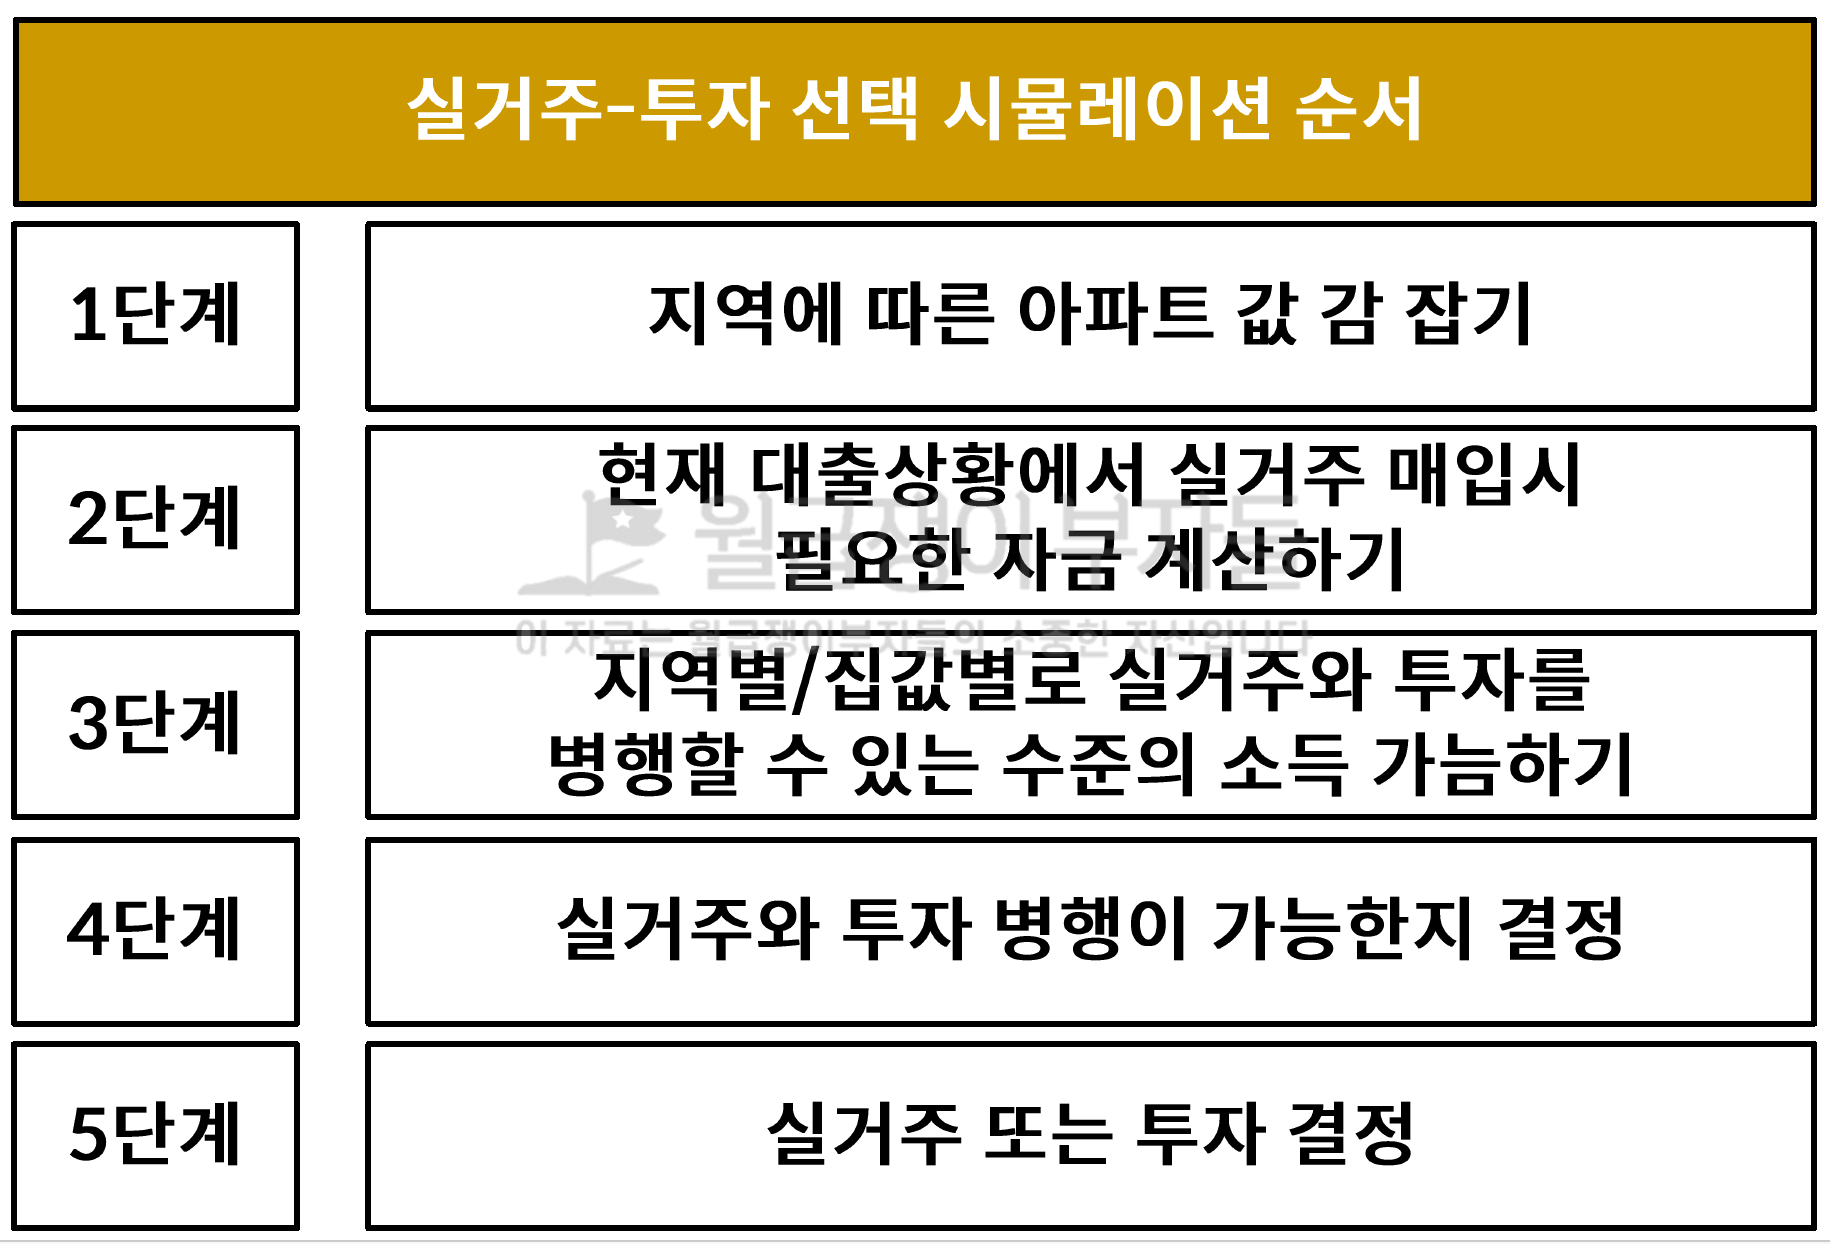 실거주-투자 선택 시뮬레이션 순서
1단계
지역에 따른 아파트 값 감 잡기
2단계
현재 대출상황에서 실거주 매입시
필요한 자금 계산하기
월급쟁이 부자들
이 자료는 월급쟁이부자들의 소중한 자산입니다
3단계
지역별/집값별로 실거주와 투자를
병행할 수 있는 수준의 소득 가늠하기
4단계
실거주와 투자 병행이 가능한지 결정
5단계
실거주 또는 투자 결정